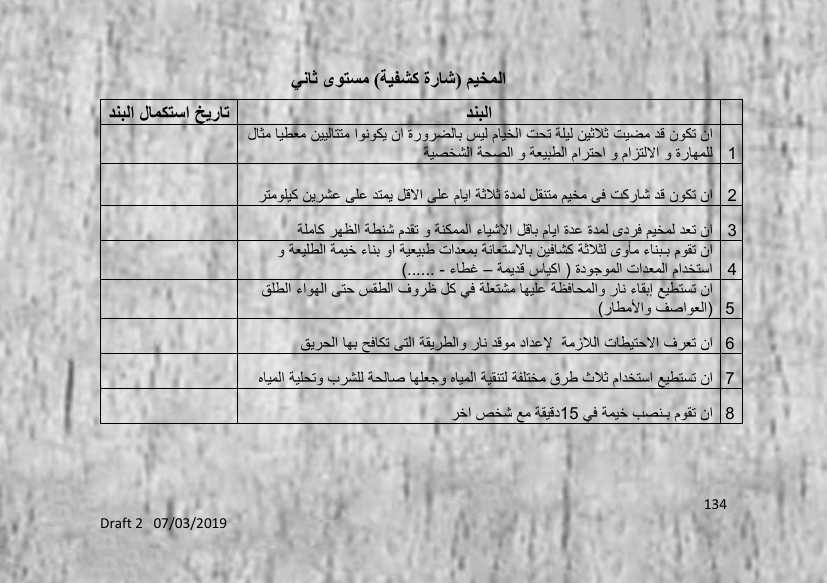 المخيم (شارة كشفية) مستوى ثاني
البند تاريخ استكمال البند
ان تكون قد مضيت ثلاثين ليلة تحت الخيام ليس بالضرورة ان يكونوا متتاليين معطيا مثال
1 للمهارة و الالتزام و احترام الطبيعة و الصحة الشخصية
2 ان تكون قد شاركت فى مخيم متنقل لمدة ثلاثة ايام على الاقل يمتد على عشرين كيلومتر
3 ان تعد لمخيم فردى لمدة عدة ايام باقل الاشياء الممكنة و تقدم شنطة الظهر كاملة
ان تقوم ببناء مأوى لثلاثة كشافين بالاستعانة بمعدات طبيعية او بناء خيمة الطليعة و
4 استخدام المعدات الموجودة ( اكياس قديمة – غطاء - ......)
ان تستطيع إبقاء نار والمحافظة عليها مشتعلة في كل ظروف الطقس حتى الهواء الطلق
5 (العواصف والأمطار)
6 ان تعرف الاحتيطات اللازمة لإعداد موقد نار والطريقة التى تكافح بها الحريق
7 ان تستطيع استخدام ثلاث طرق مختلفة لتنقية المياه وجعلها صالحة للشرب وتحلية المياه
8 ان تقوم بنصب خيمة في 15دقيقة مع شخص اخر
134
Draft 2 07/03/2019